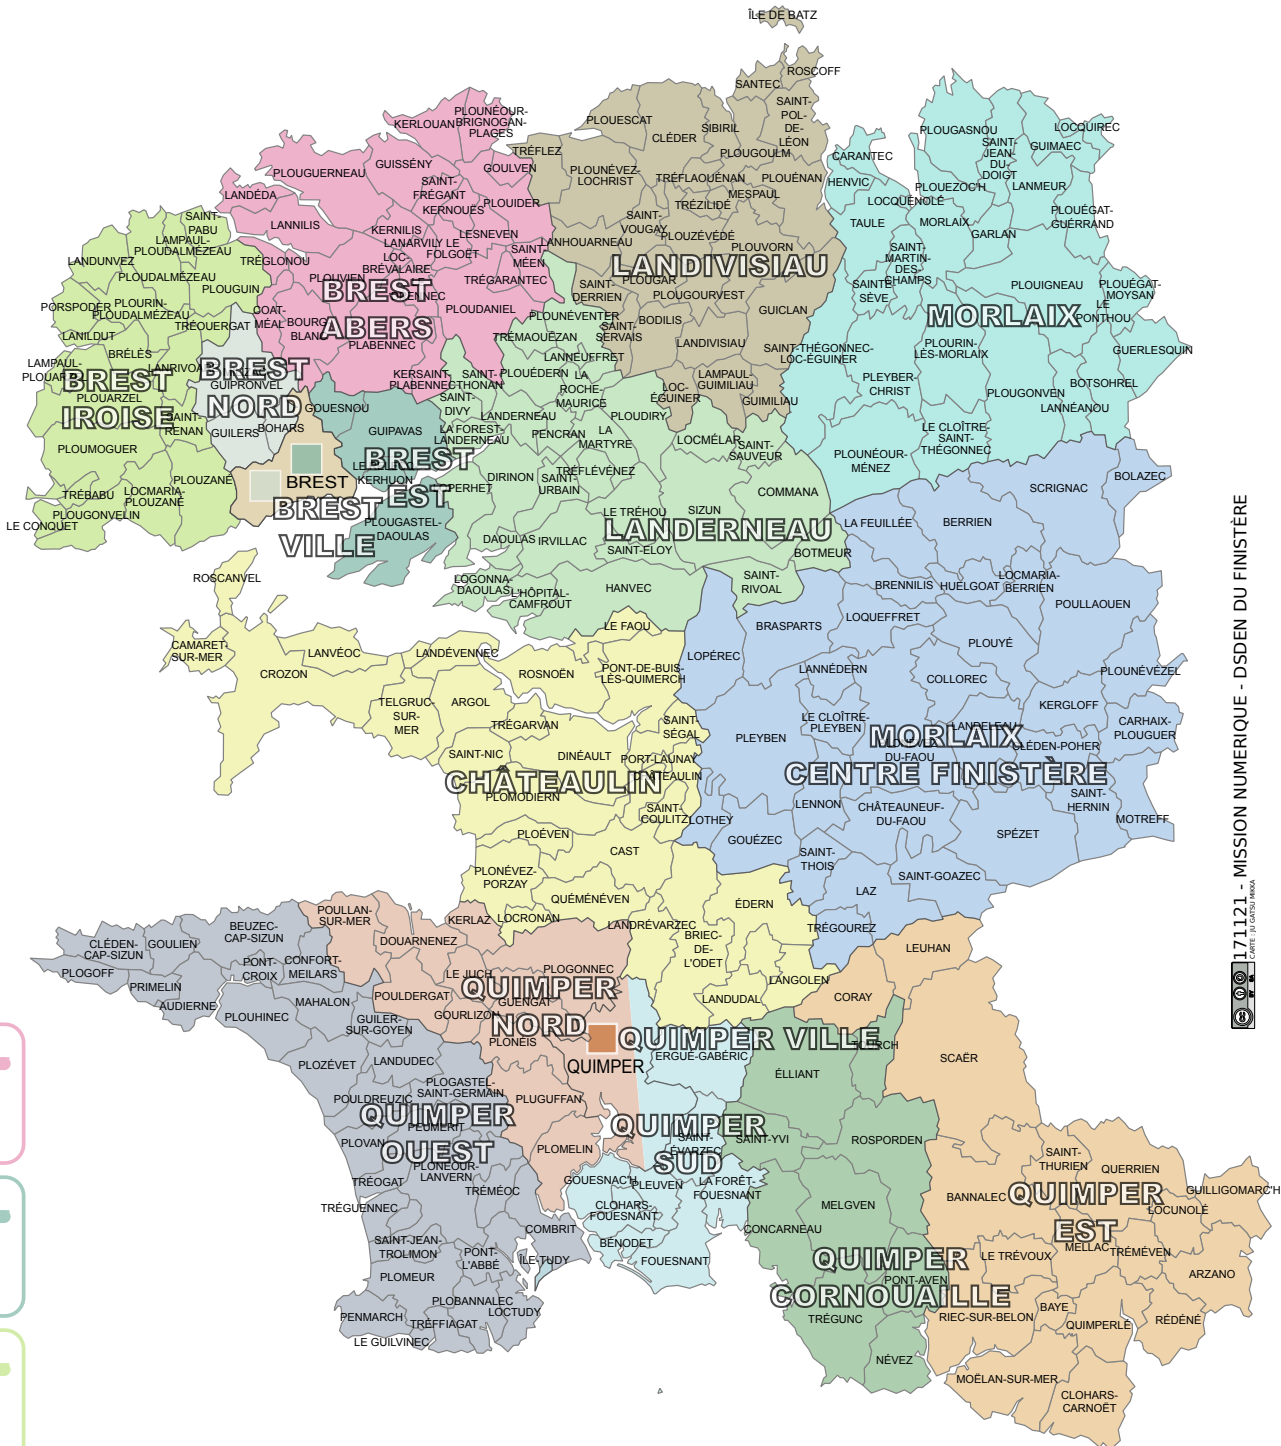 ÎLE DE BATZ
ROSCOFF
SANTEC
SAINT-
POL-
DE-
LÉON
PLOUESCAT
CLÉDER
SIBIRIL
PLOUGOULM
TRÉFLEZ
PLOUNÉVEZ-
LOCHRIST
TRÉFLAOUÉNAN
PLOUÉNAN
MESPAUL
TRÉZILIDÉ
SAINT-
VOUGAY
PLOUZÉVÉDÉ
PLOUVORN
LANHOUARNEAU
LANDIVISIAU
PLOUGAR
SAINT-
DERRIEN
PLOUGOURVEST
BODILIS
GUICLAN
SAINT-
SERVAIS
LANDIVISIAU
LAMPAUL-
GUIMILIAU
LOC-
ÉGUINER
GUIMILIAU
KERLOUAN
PLOUNÉOUR-
BRIGNOGAN-
PLAGES
GUISSÉNY
GOULVEN
PLOUGUERNEAU
SAINT-
FRÉGANT
KERNOUËS
PLOUIDER
LANDÉDA
LANNILIS
KERNILIS
LANARVILY
LE
FOLGOET
LESNEVEN
SAINT-
MÉEN
LOC-
BRÉVALAIRE
TRÉGARANTEC
TRÉGLONOU
PLOUVIEN
BREST
ABERS
PLOUDANIEL
COAT-
MÉAL
PLABENNEC
KERSAINT-
PLABENNEC
SAINT-
PABU
LAMPAUL-
PLOUDALMÉZEAU
LANDUNVEZ
PLOUDALMÉZEAU
PLOUGUIN
PORSPODER
PLOURIN-
PLOUDALMÉZEAU
TRÉOUERGAT
LANILDUT
BRÉLÈS
BREST
IROISE
PLOUARZEL
SAINT-
RENAN
PLOUMOGUER
PLOUZANÉ
TRÉBABU
LOCMARIA-
PLOUZANÉ
PLOUGONVELIN
LE CONQUET
BREST
NORD
GUIPRONVEL
GUILERS
BOHARS
GOUESNOU
GUIPAVAS
BREST
EST
KERHUON
PLOUGASTEL-
DAOULAS
BREST
BREST
VILLE
CARANTEC
HENVIC
LOCQUÉNOLÉ
TAULE
PLOUGASNOU
SAINT-
JEAN-
DU-
DOIGT
LOCQUIREC
GUIMAEC
PLOUEZOC'H
LANMEUR
MORLAIX
GARLAN
PLOUÉGAT-
GUÉRRAND
SAINT-
MARTIN-
DES-
CHAMPS
SAINTE
SÈVE
PLOUIGNEAU
PLOUÉGAT-
MOYSAN
LE
PONTHOU
MORLAIX
GUERLESQUIN
SAINT-THÉGONNEC-
LOC-ÉGUINER
PLOURIN-
LÈS-MORLAIX
PLEYBER-
CHRIST
PLOUGONVEN
BOTSOHREL
LANNÉANOU
LE CLOÎTRE-
SAINT-
THÉGONNEC
PLOUNÉOUR-
MÉNEZ
PLOUNÉVENTER
TRÉMAOUÉZAN
LANNEUFFRET
SAINT-
THONAN
PLOUÉDERN
LA
ROCHE-
MAURICE
SAINT-
DIVY
LANDERNEAU
PLOUDIRY
LA FOREST-
LANDERNEAU
PENCRAN
LA
MARTYRE
LOCMÉLAR
SAINT-
SAUVEUR
DIRINON
TRÉFLÉVÉNEZ
SAINT-
URBAIN
COMMANA
LE TRÉHOU
SIZUN
LANDERNEAU
DAOULAS
IRVILLAC
SAINT-ELOY
BOTMEUR
LOGONNA-
DAOULAS
L'HÔPITAL-
CAMFROUT
HANVEC
SAINT-
RIVOAL
BOLAZEC
SCRIGNAC
LA FEUILLÉE
BERRIEN
BRENNILIS
HUELGOAT
LOCMARIA-
BERRIEN
POULLAOUEN
BRASPARTS
LOQUEFFRET
PLOUYÉ
LOPÉREC
LANNÉDERN
COLLOREC
PLOUNÉVÉZEL
KERGLOFF
LE CLOÎTRE-
PLEYBEN
LANDELEAU
CARHAIX-
PLOUGUER
PLEYBEN
MORLAIX
CENTRE FINISTÈRE
DU-FAOU
CLÉDEN-POHER
SAINT-
HERNIN
MOTREFF
LENNON
CHÂTEAUNEUF-
DU-FAOU
SPÉZET
LOTHEY
GOUÉZEC
SAINT-
THOIS
SAINT-GOAZEC
LAZ
TRÉGOUREZ
ROSCANVEL
CAMARET-
SUR-MER
CROZON
LANVÉOC
LANDÉVENNEC
LE FAOU
ROSNOËN
PONT-DE-BUIS-
LÈS-QUIMERCH
TELGRUC-
SUR-
MER
ARGOL
TRÉGARVAN
SAINT-
SÉGAL
SAINT-NIC
DINÉAULT
PORT-LAUNAY
CHÂTEAULIN
PLOMODIERN
SAINT-
COULITZ
PLOÉVEN
CAST
PLONÉVEZ-
PORZAY
QUÉMÉNÉVEN
LOCRONAN
LANDRÉVARZEC
ÉDERN
BRIEC-
DE-
L'ODET
LANGOLEN
LANDUDAL
POULLAN-
SUR-MER
KERLAZ
DOUARNENEZ
LE JUCH
PLOGONNEC
POULDERGAT
QUIMPER
NORD
GUENGAT
GOURLIZON
PLONÉIS
QUIMPER
PLUGUFFAN
PLOMELIN
BEUZEC-
CAP-SIZUN
CLÉDEN-
CAP-SIZUN
GOULIEN
PLOGOFF
PONT-
CROIX
CONFORT-
MEILARS
PRIMELIN
AUDIERNE
MAHALON
PLOUHINEC
GUILER-
SUR-GOYEN
PLOZÉVET
LANDUDEC
PLOGASTEL-
SAINT-GERMAIN
POULDREUZIC
QUIMPER
OUEST
PEUMERIT
PLOVAN
PLONÉOUR-
LANVERN
TRÉOGAT
TRÉMÉOC
TRÉGUENNEC
COMBRIT
SAINT-JEAN-
TROLIMON
PONT-
L'ABBÉ
ÎLE-TUDY
PLOMEUR
PLOBANNALEC
LOCTUDY
PENMARCH
TRÉFFIAGAT
LE GUILVINEC
QUIMPER VILLE
ERGUÉ-GABÉRIC
QUIMPER
SUD
SAINT-
ÉVARZEC
GOUESNAC'H
PLEUVEN
LA FORÊT-
FOUESNANT
CLOHARS-
FOUESNANT
BÉNODET
FOUESNANT
TOURCH
ÉLLIANT
SAINT-YVI
ROSPORDEN
MELGVEN
CONCARNEAU
QUIMPER
CORNOUAILLE
PONT-AVEN
TRÉGUNC
NÉVEZ
LEUHAN
CORAY
SCAËR
SAINT-
THURIEN
QUERRIEN
BANNALEC
QUIMPER
EST
GUILLIGOMARC'H
LOCUNOLÉ
LE TRÉVOUX
MELLAC
TRÉMÉVEN
ARZANO
BAYE
RIEC-SUR-BELON
QUIMPERLÉ
RÉDÉNÉ
MOËLAN-SUR-MER
CLOHARS-
CARNOËT
171121 - MISSION NUMERIQUE - DSDEN DU FINISTÈRE